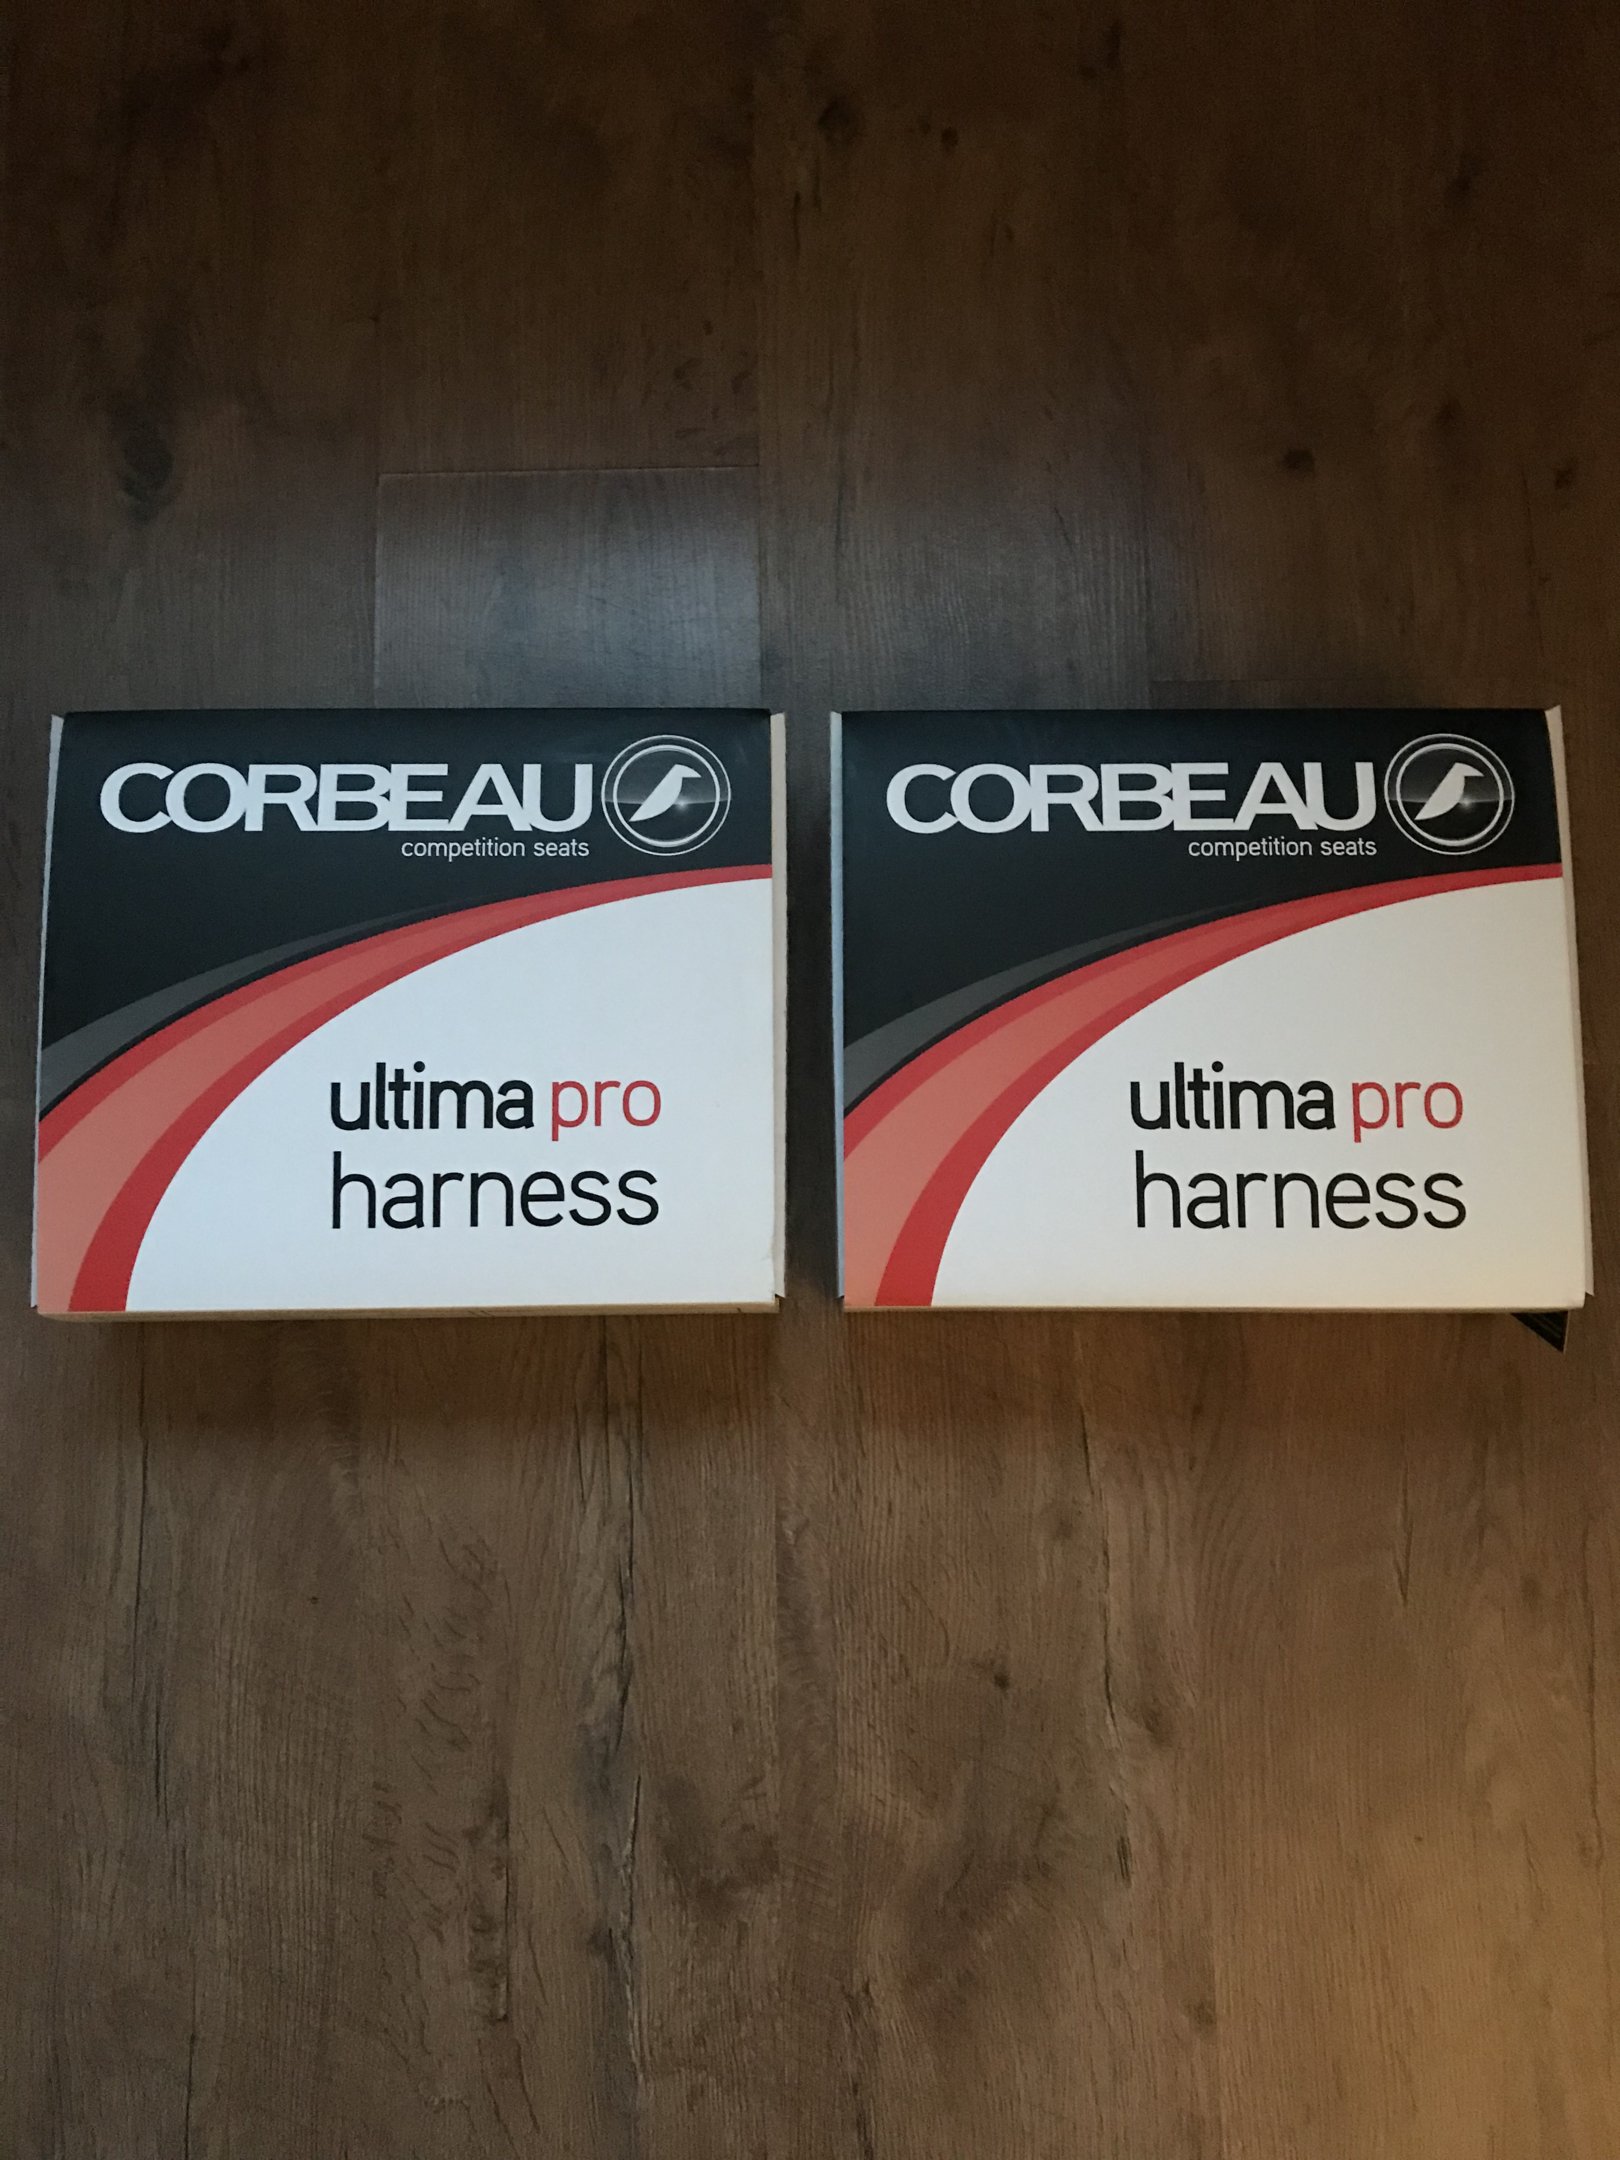 CORBEAU
competition seats
ultima pro
harness
CORBEAU
competition seats
ultima pro
harness